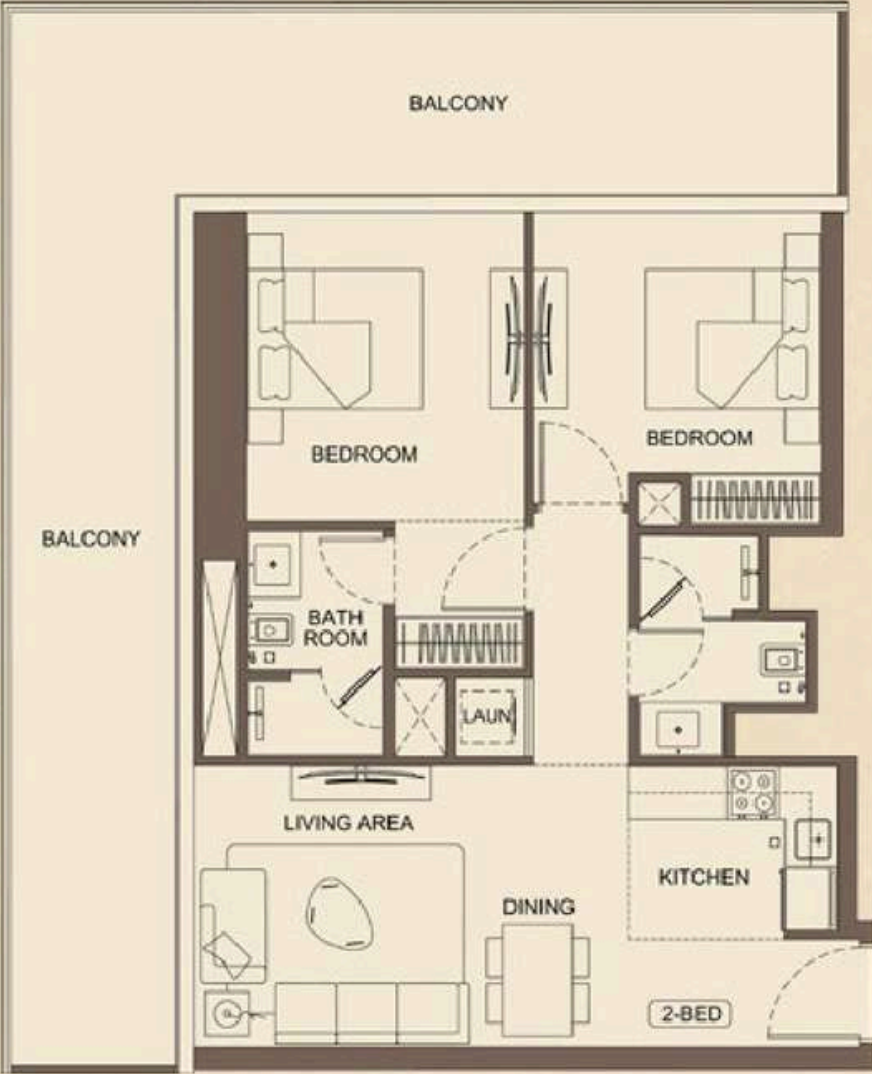 BALCONY
BEDROOM
BEDROOM
BALCONY
BATH
ROOM
LAUN
LIVING AREA
KITCHEN
DINING
2-BED